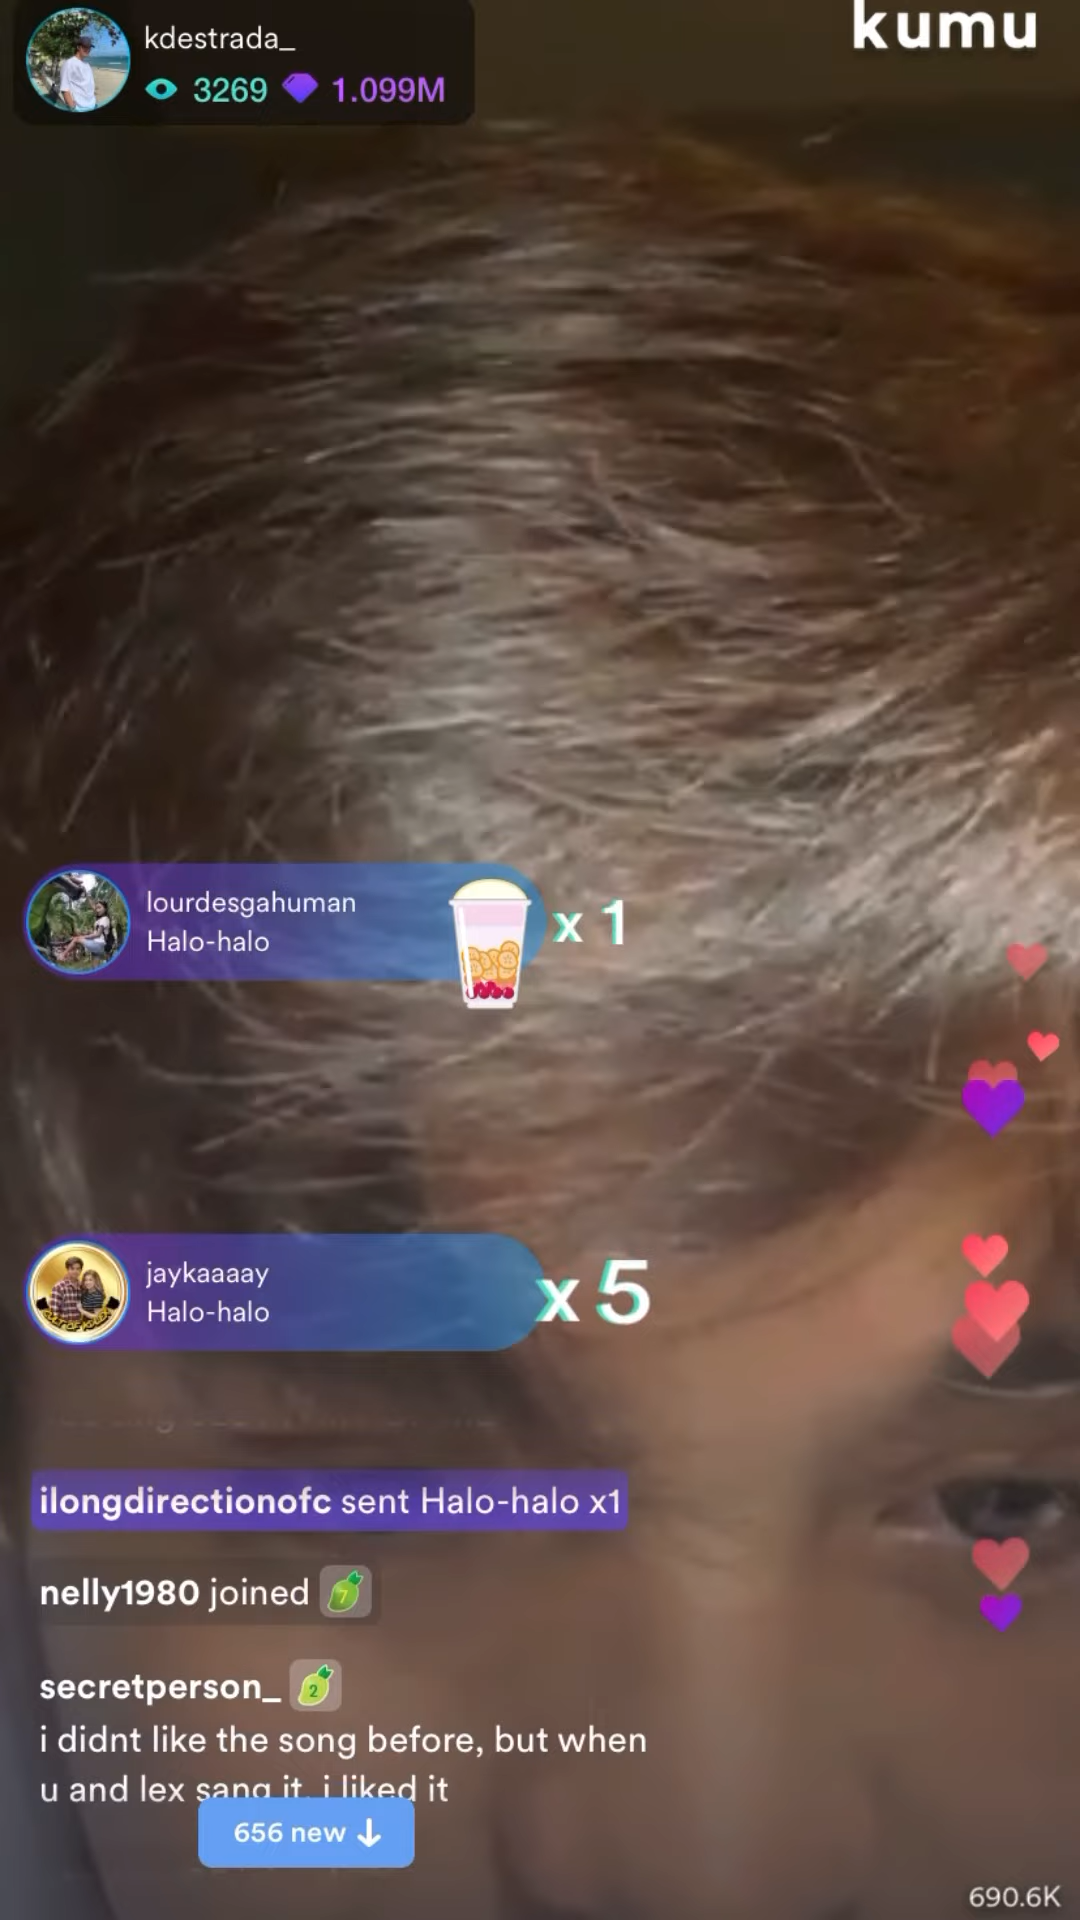 kdestrada_
kumu
3269 1.099M
lourdesgahuman
Halo-halo
x 1
jaykaaaay
Halo-halo
x 5
ilongdirectionofc sent Halo-halo x1
nelly1980 joined 7
secretperson_ 2
i didnt like the song before, but when
u and lex sang it, i liked it
656 new
690.6K